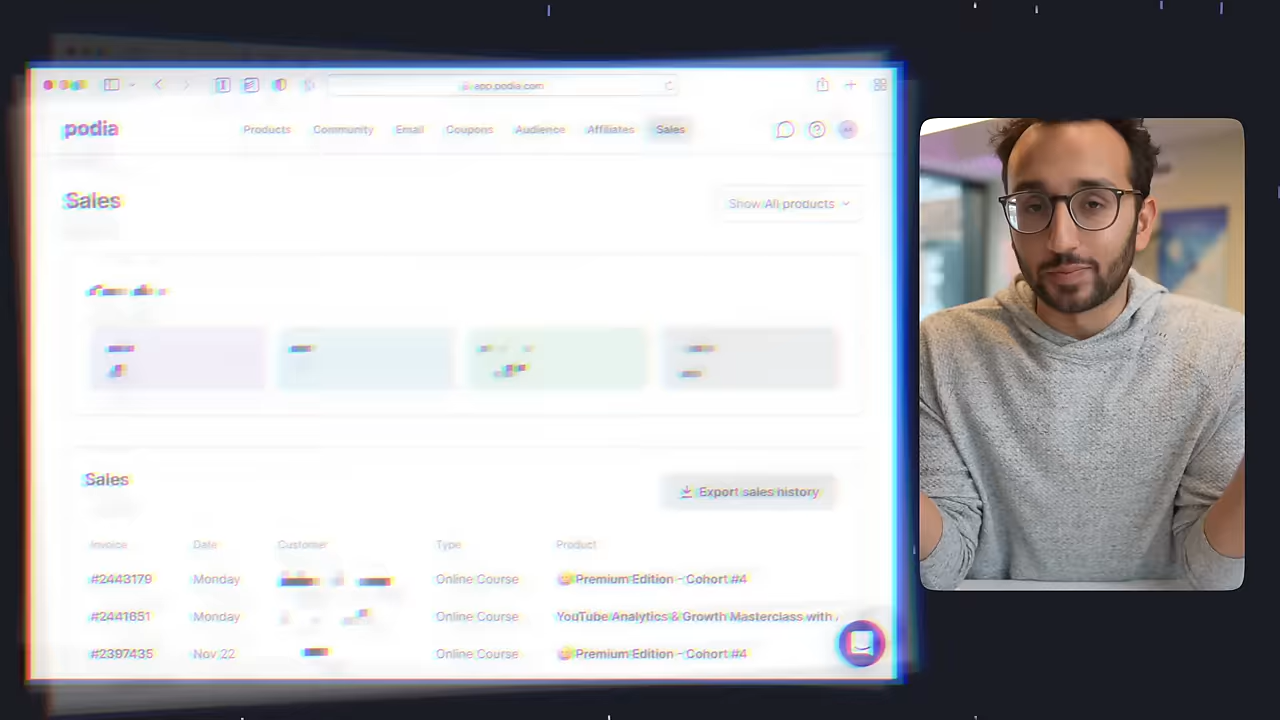 app.podia.com
podia Products Community Email Coupons Audience Affiliates Sales
Sales
Show All products
Sales
Export sales history
Invoice Date Customer Type Product
#2443179 Monday Online Course Premium Edition - Cohort #4
#2441651 Monday Online Course YouTube Analytics & Growth Masterclass with
#2397435 Nov 22 Online Course Premium Edition - Cohort #4